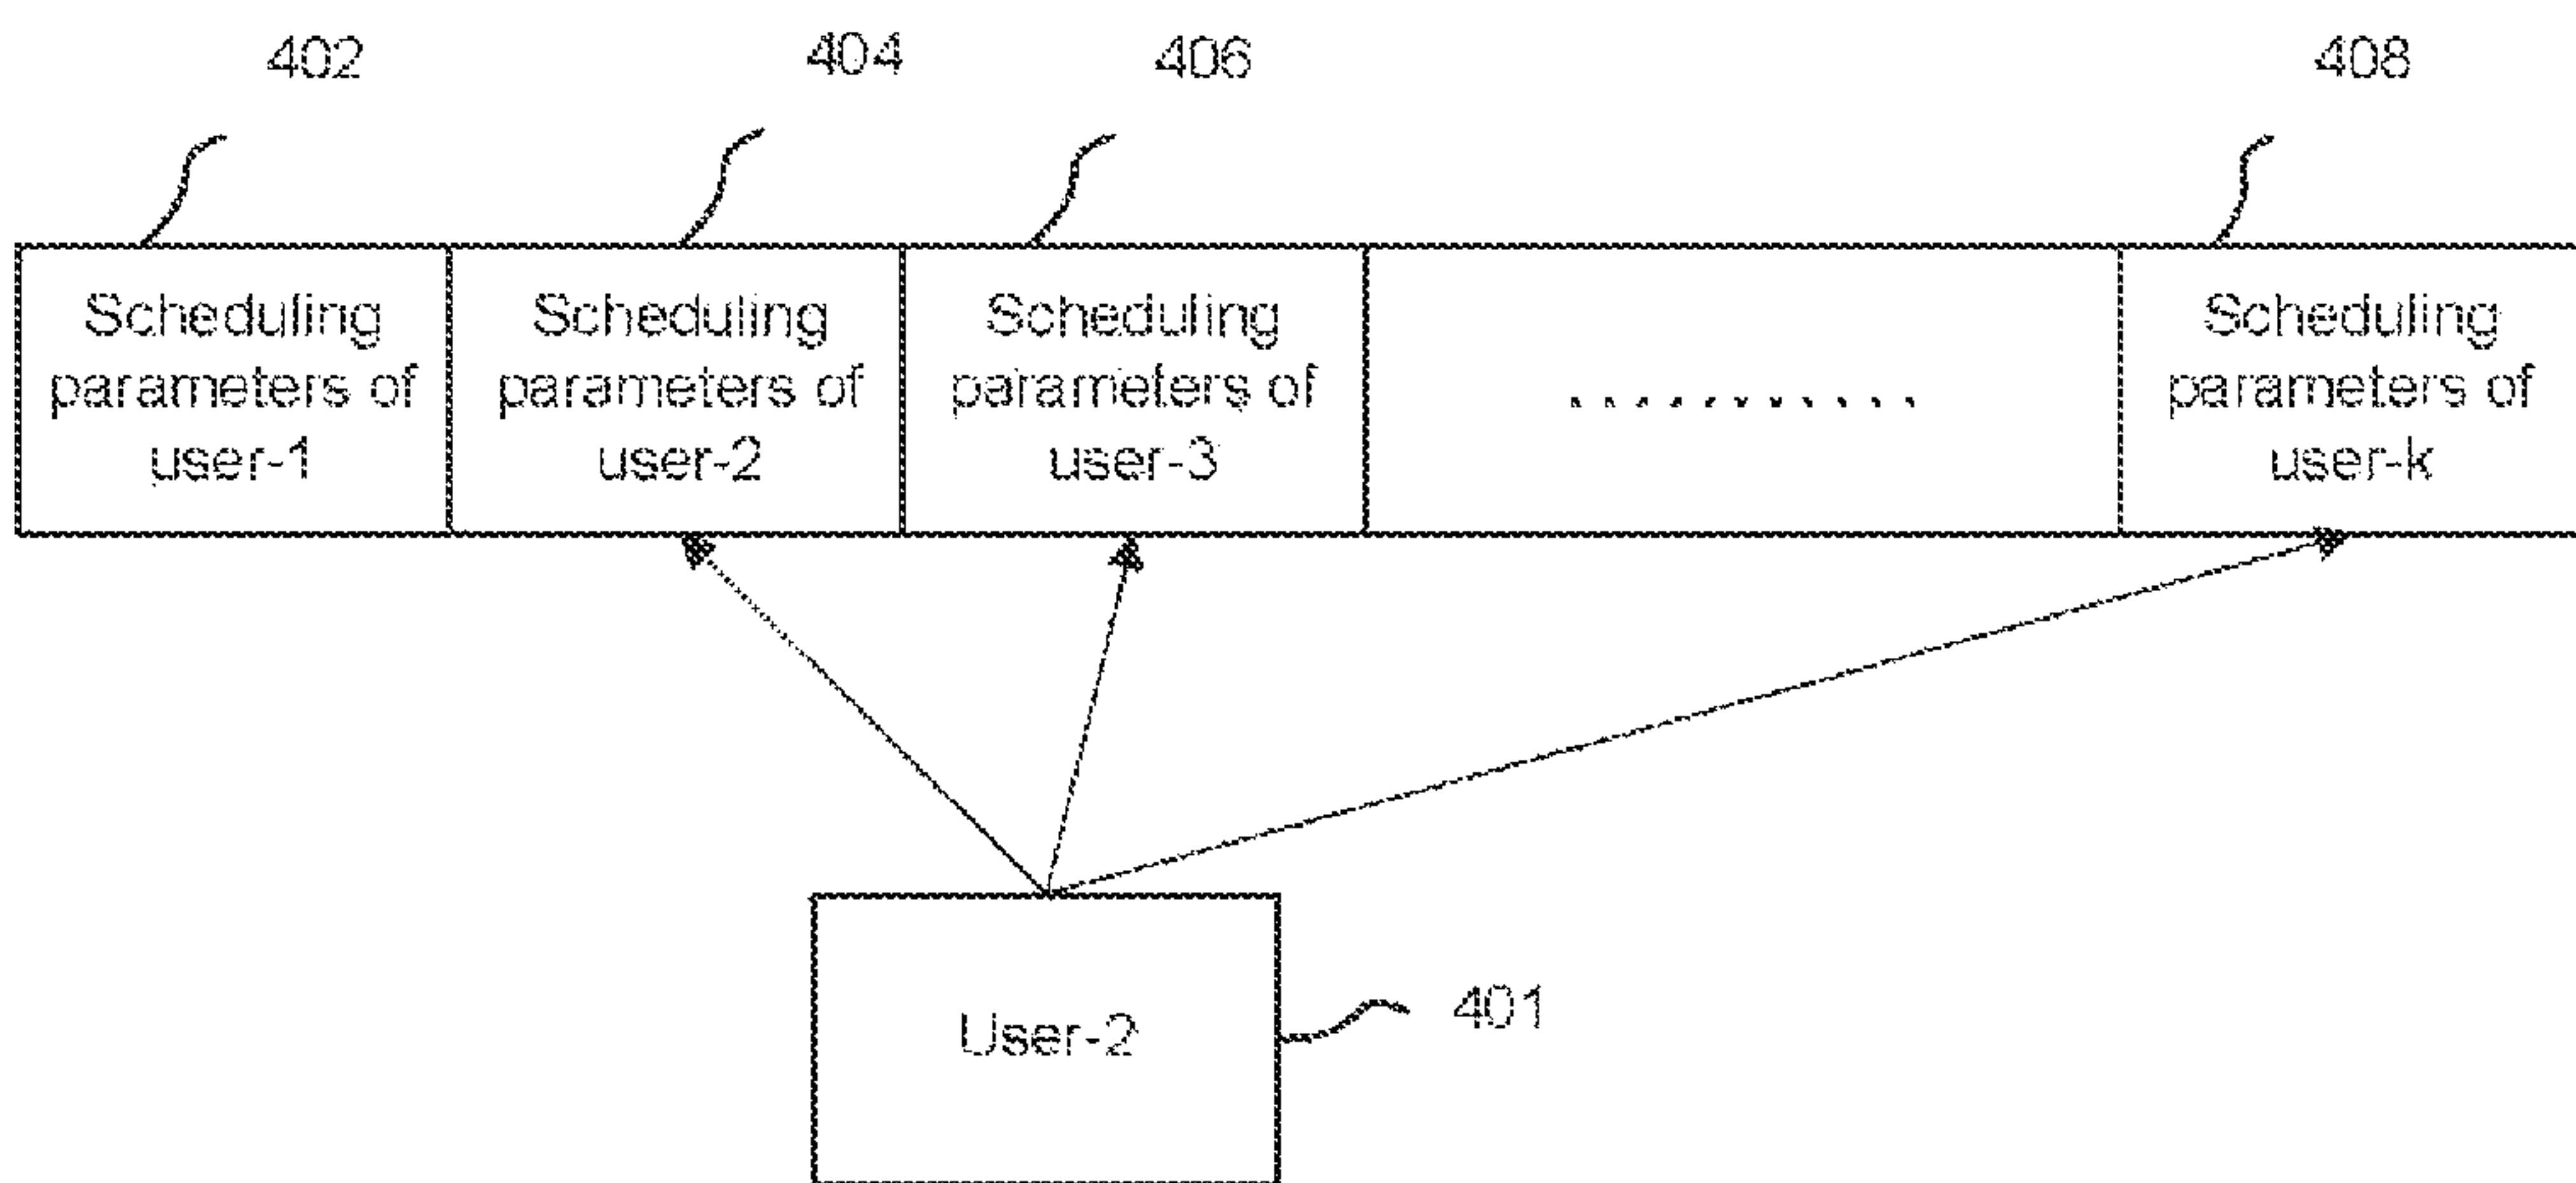 402
404
406
408
Scheduling
parameters of
user-1
Scheduling
parameters of
user-2
Scheduling
parameters of
user-3
...........
Scheduling
parameters of
user-k
User-2
401